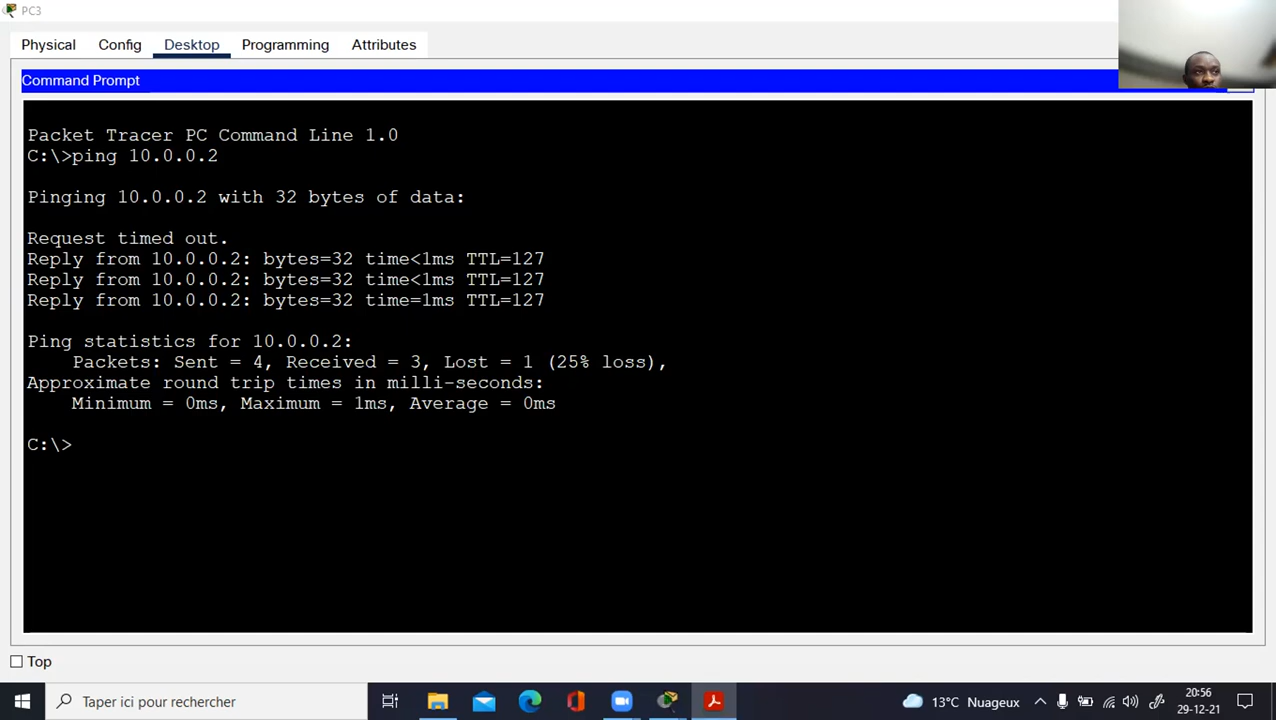 PC3
Physical Config Desktop Programming Attributes
Command Prompt
Packet Tracer PC Command Line 1.0
C:\>ping 10.0.0.2
Pinging 10.0.0.2 with 32 bytes of data:
Request timed out.
Reply from 10.0.0.2: bytes=32 time<1ms TTL=127
Reply from 10.0.0.2: bytes=32 time<1ms TTL=127
Reply from 10.0.0.2: bytes=32 time=1ms TTL=127
Ping statistics for 10.0.0.2:
Packets: Sent = 4, Received = 3, Lost = 1 (25% loss),
Approximate round trip times in milli-seconds:
Minimum = 0ms, Maximum = 1ms, Average = 0ms
C:\>
Top
Taper ici pour rechercher
13°C Nuageux
20:56
29-12-21